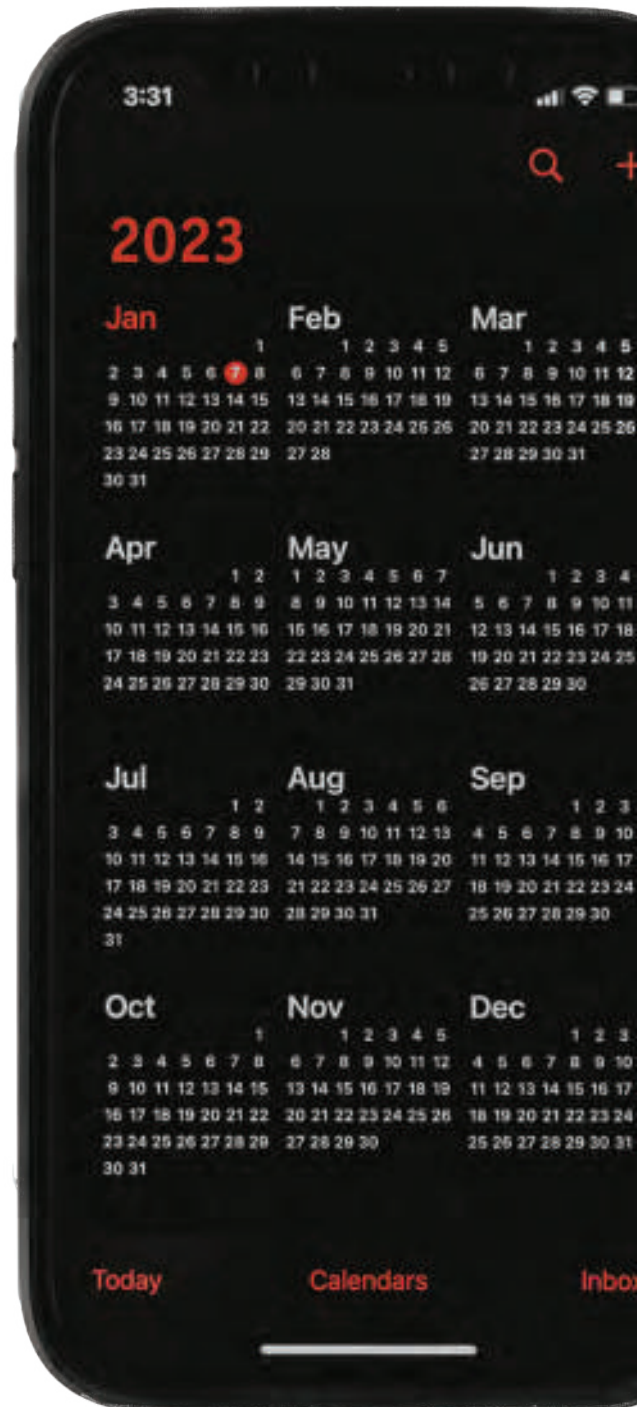 3:31
2023
Jan
1
2 3 4 5 6 7 8
9 10 11 12 13 14 15
16 17 18 19 20 21 22
23 24 25 26 27 28 29
30 31
Feb
1 2 3 4 5
6 7 8 9 10 11 12
13 14 15 16 17 18 19
20 21 22 23 24 25 26
27 28
Mar
1 2 3 4 5
6 7 8 9 10 11 12
13 14 15 16 17 18 19
20 21 22 23 24 25 26
27 28 29 30 31
Apr
1 2
3 4 5 6 7 8 9
10 11 12 13 14 15 16
17 18 19 20 21 22 23
24 25 26 27 28 29 30
May
1 2 3 4 5 6 7
8 9 10 11 12 13 14
15 16 17 18 19 20 21
22 23 24 25 26 27 28
29 30 31
Jun
1 2 3 4
5 6 7 8 9 10 11
12 13 14 15 16 17 18
19 20 21 22 23 24 25
26 27 28 29 30
Jul
1 2
3 4 5 6 7 8 9
10 11 12 13 14 15 16
17 18 19 20 21 22 23
24 25 26 27 28 29 30
31
Aug
1 2 3 4 5 6
7 8 9 10 11 12 13
14 15 16 17 18 19 20
21 22 23 24 25 26 27
28 29 30 31
Sep
1 2 3
4 5 6 7 8 9 10
11 12 13 14 15 16 17
18 19 20 21 22 23 24
25 26 27 28 29 30
Oct
1
2 3 4 5 6 7 8
9 10 11 12 13 14 15
16 17 18 19 20 21 22
23 24 25 26 27 28 29
30 31
Nov
1 2 3 4 5
6 7 8 9 10 11 12
13 14 15 16 17 18 19
20 21 22 23 24 25 26
27 28 29 30
Dec
1 2 3
4 5 6 7 8 9 10
11 12 13 14 15 16 17
18 19 20 21 22 23 24
25 26 27 28 29 30 31
Today
Calendars
Inbox